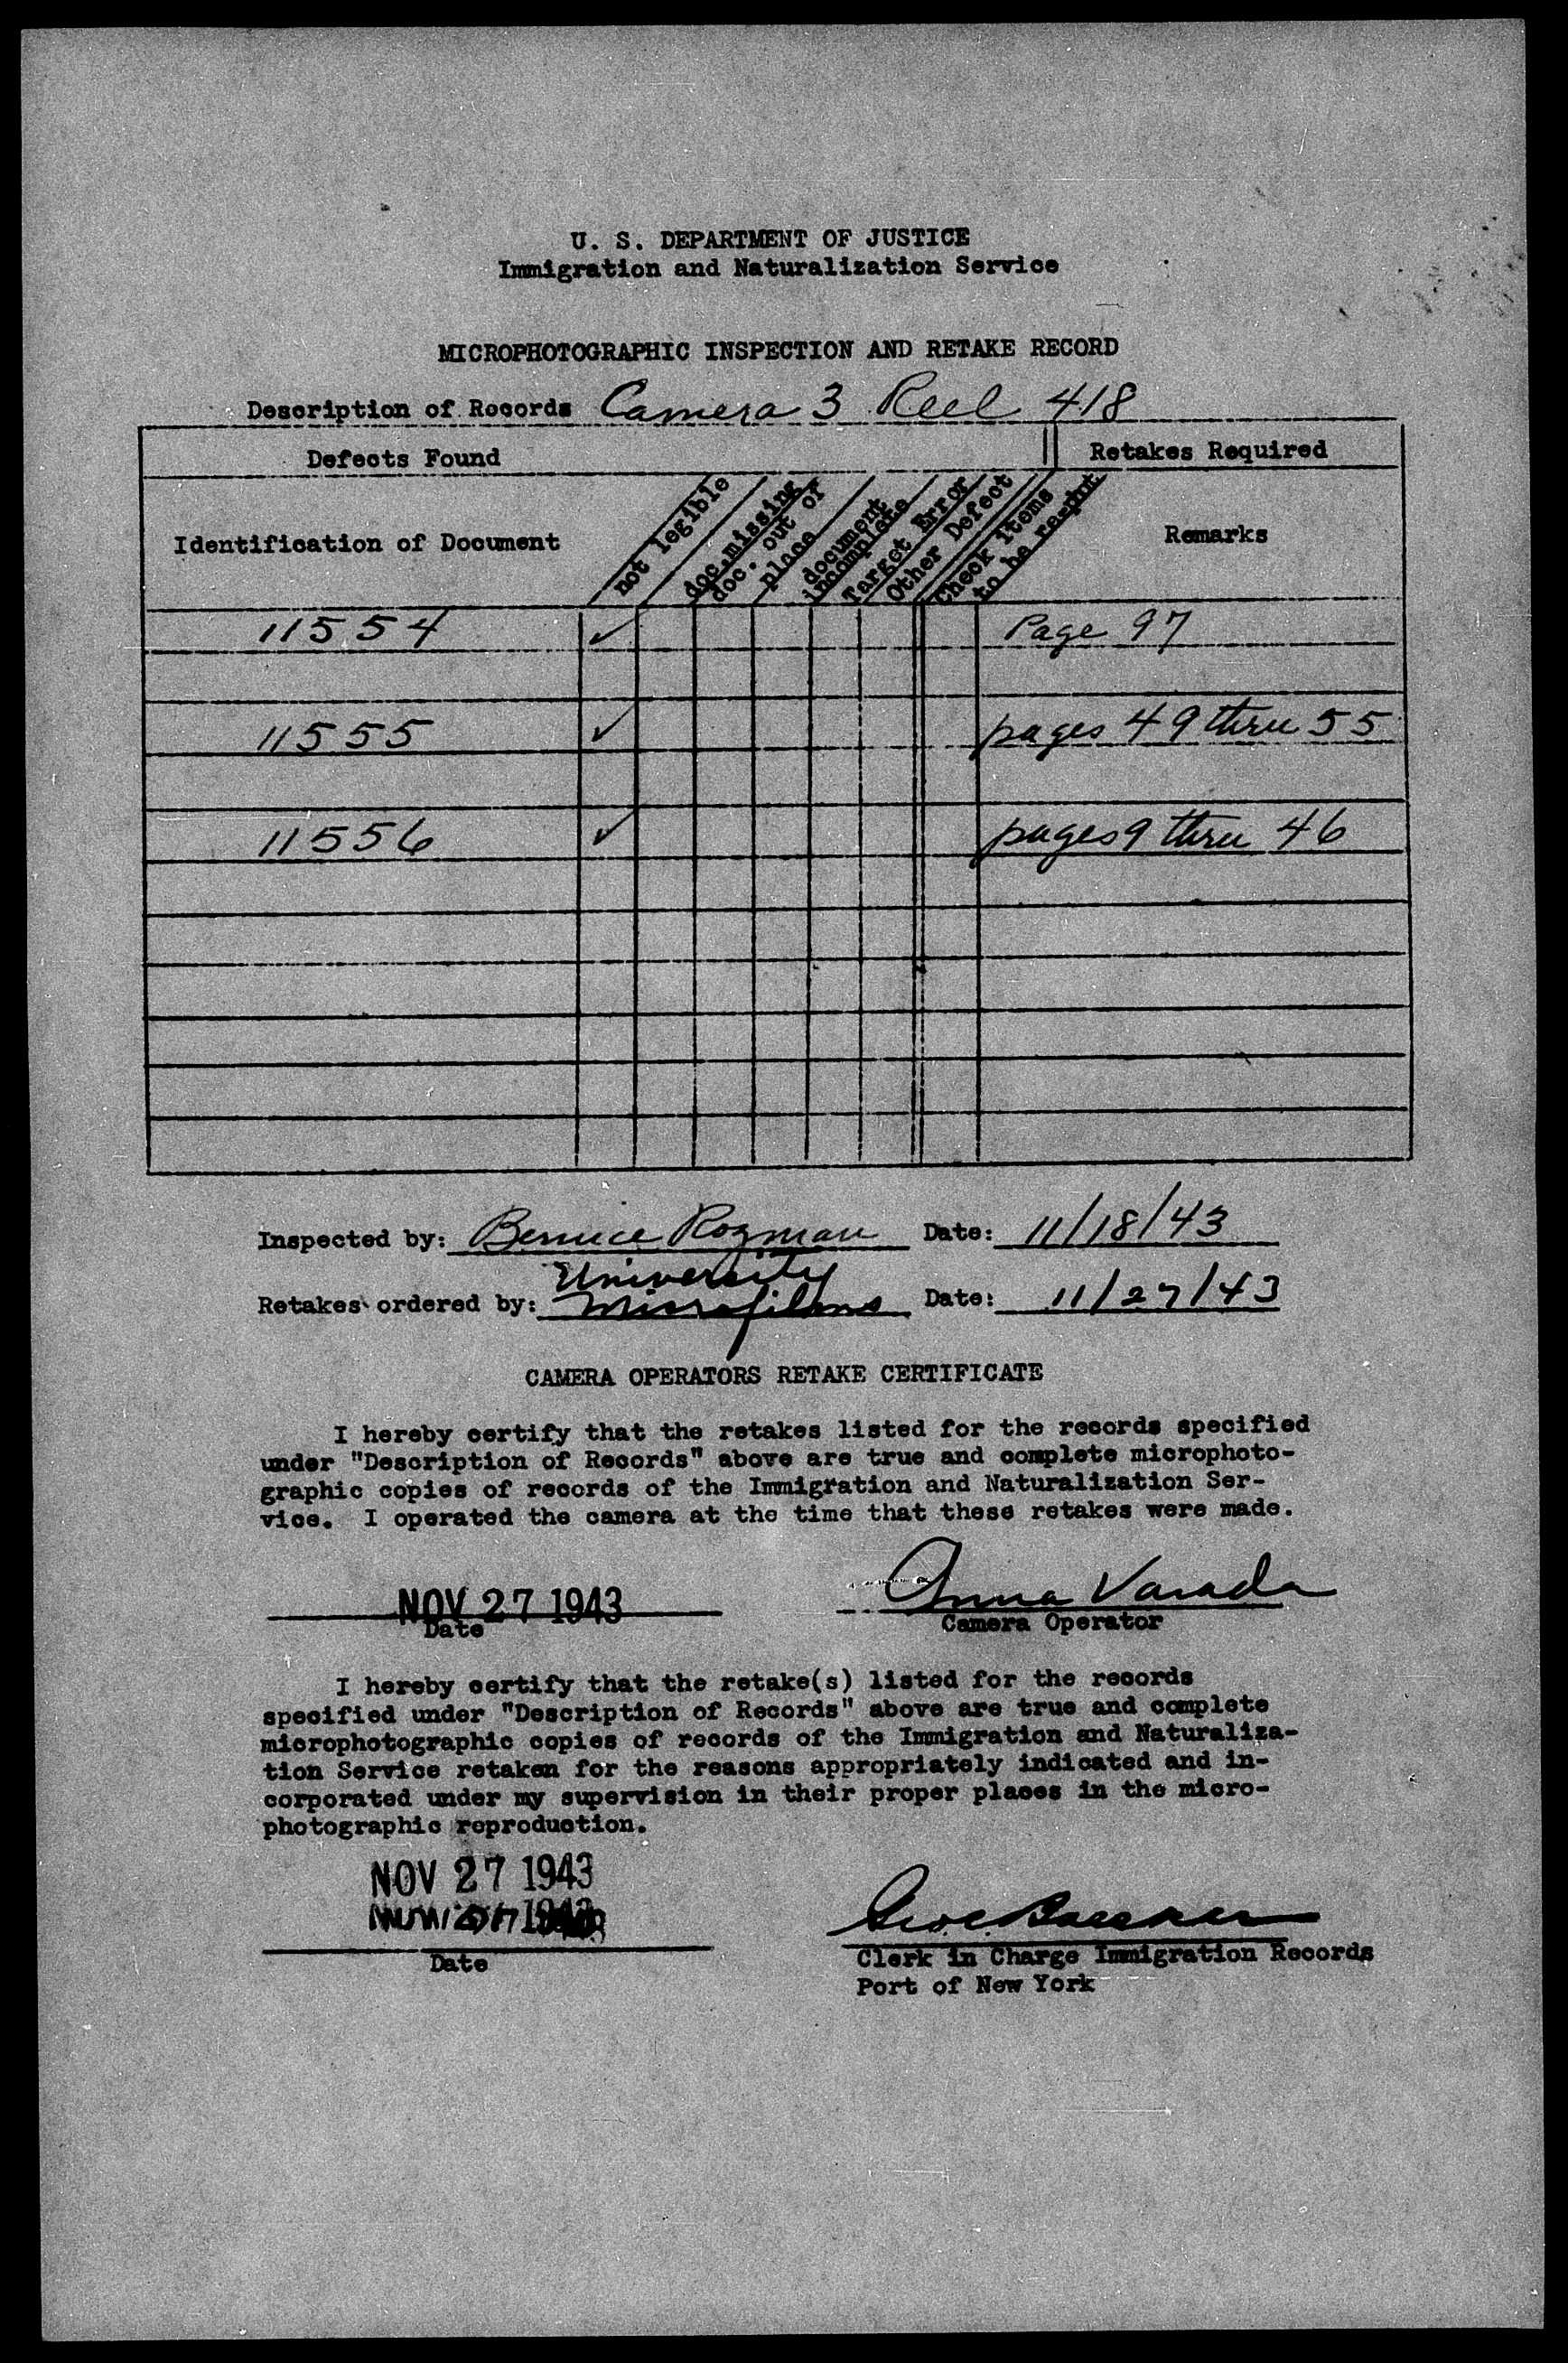 U. S. DEPARTMENT OF JUSTICE
Immigration and Naturalization Service
MICROPHOTOGRAPHIC INSPECTION AND RETAKE RECORD
Description of Records Camera 3 Reel 418
Defects Found Retakes Required
Identification of Document
not legible
doc. missing
doc. out of
place
document
incomplete
Target Error
Other Defect
Check items
to be re-phot
Remarks
11554 ✓ Page 97
11555 ✓ pages 49 thru 55
11556 ✓ pages 9 thru 46
Inspected by: Bernice Rozman Date: 11/18/43
University
Retakes ordered by: Microfilms Date: 11/27/43
CAMERA OPERATORS RETAKE CERTIFICATE
I hereby certify that the retakes listed for the records specified
under "Description of Records" above are true and complete microphoto-
graphic copies of records of the Immigration and Naturalization Ser-
vice. I operated the camera at the time that these retakes were made.
NOV 27 1943 Anna Varada
Date Camera Operator
I hereby certify that the retake(s) listed for the records
specified under "Description of Records" above are true and complete
microphotographic copies of records of the Immigration and Naturaliza-
tion Service retaken for the reasons appropriately indicated and in-
corporated under my supervision in their proper places in the micro-
photographic reproduction.
NOV 27 1943
Date
Clerk in Charge Immigration Records
Port of New York